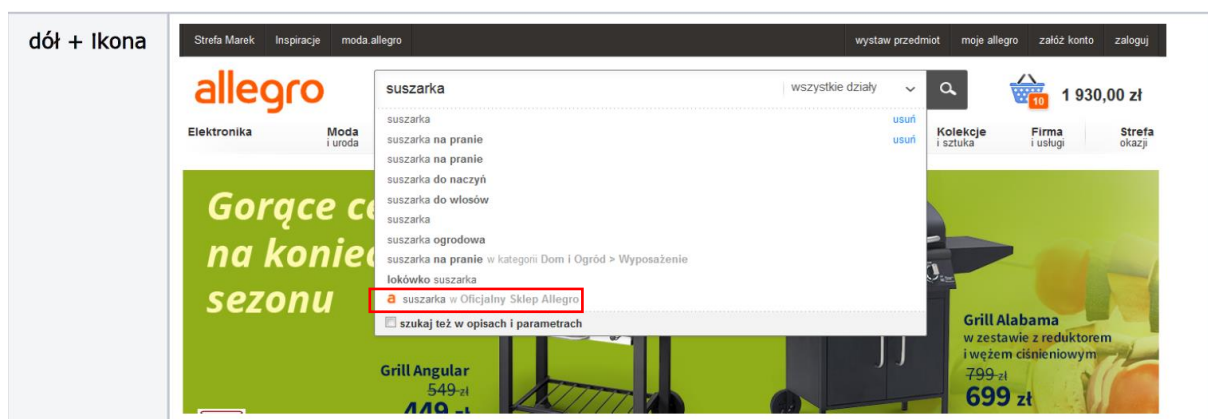 dół + Ikona
Strefa Marek Inspiracje moda.allegro wystaw przedmiot moje allegro załóż konto zaloguj
allegro
suszarka wszystkie działy
10 1 930,00 zł
Elektronika Moda i uroda Kolekcje i sztuka Firma i usługi Strefa okazji
suszarka usuń
suszarka na pranie usuń
suszarka na pranie
suszarka do naczyń
suszarka do włosów
suszarka
suszarka ogrodowa
suszarka na pranie w kategorii Dom i Ogród > Wyposażenie
lokówko suszarka
a suszarka w Oficjalny Sklep Allegro
szukaj też w opisach i parametrach
Gorące
na
sezonu
Grill Angular
549 zł
449 zł
Grill Alabama
w zestawie z reduktorem
i wężem ciśnieniowym
799 zł
699 zł